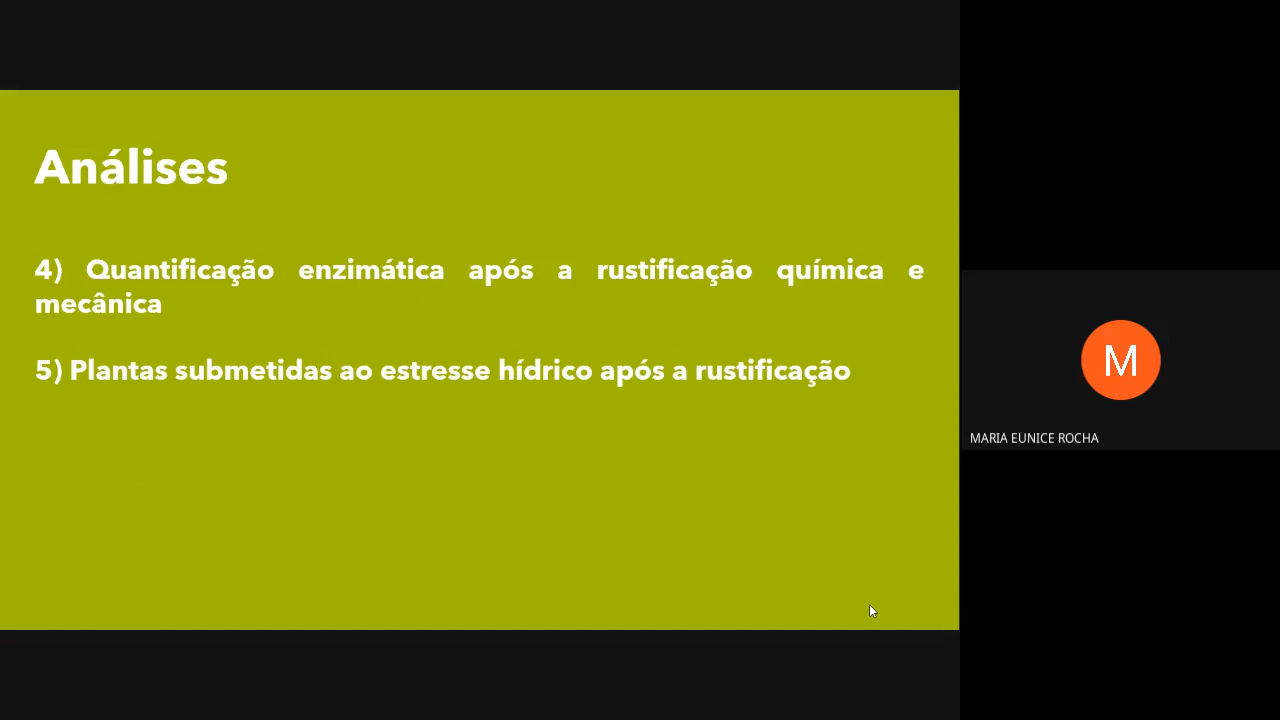 Análises
4) Quantificação enzimática após a rustificação química e
mecânica
5) Plantas submetidas ao estresse hídrico após a rustificação
M
MARIA EUNICE ROCHA